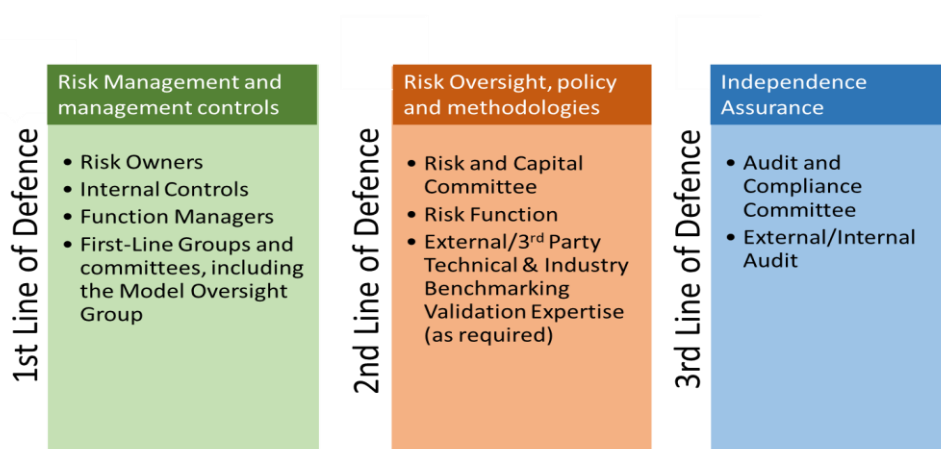 1st Line of Defence
Risk Management and
management controls
• Risk Owners
• Internal Controls
• Function Managers
• First-Line Groups and
committees, including
the Model Oversight
Group
2nd Line of Defence
Risk Oversight, policy
and methodologies
• Risk and Capital
Committee
• Risk Function
• External/3rd Party
Technical & Industry
Benchmarking
Validation Expertise
(as required)
3rd Line of Defence
Independence
Assurance
• Audit and
Compliance
Committee
• External/Internal
Audit